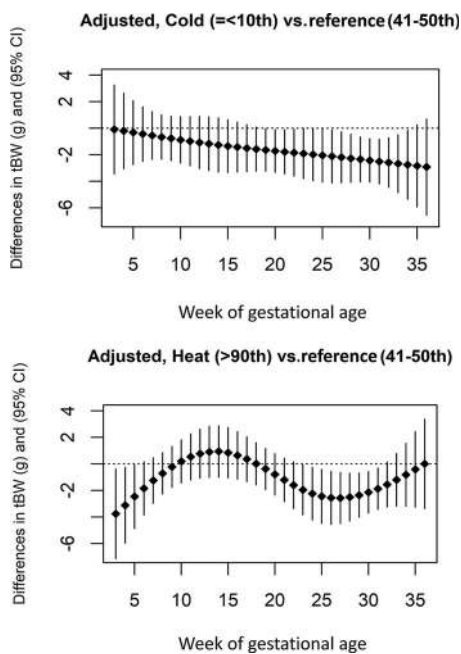 Adjusted, Cold (=<10th) vs.reference(41-50th)
Differences in tBW (g) and (95% CI)
4
2
-2
-6
5 10 15 20 25 30 35
Week of gestational age
Adjusted, Heat (>90th) vs.reference(41-50th)
Differences in tBW (g) and (95% CI)
4
2
-2
-6
5 10 15 20 25 30 35
Week of gestational age